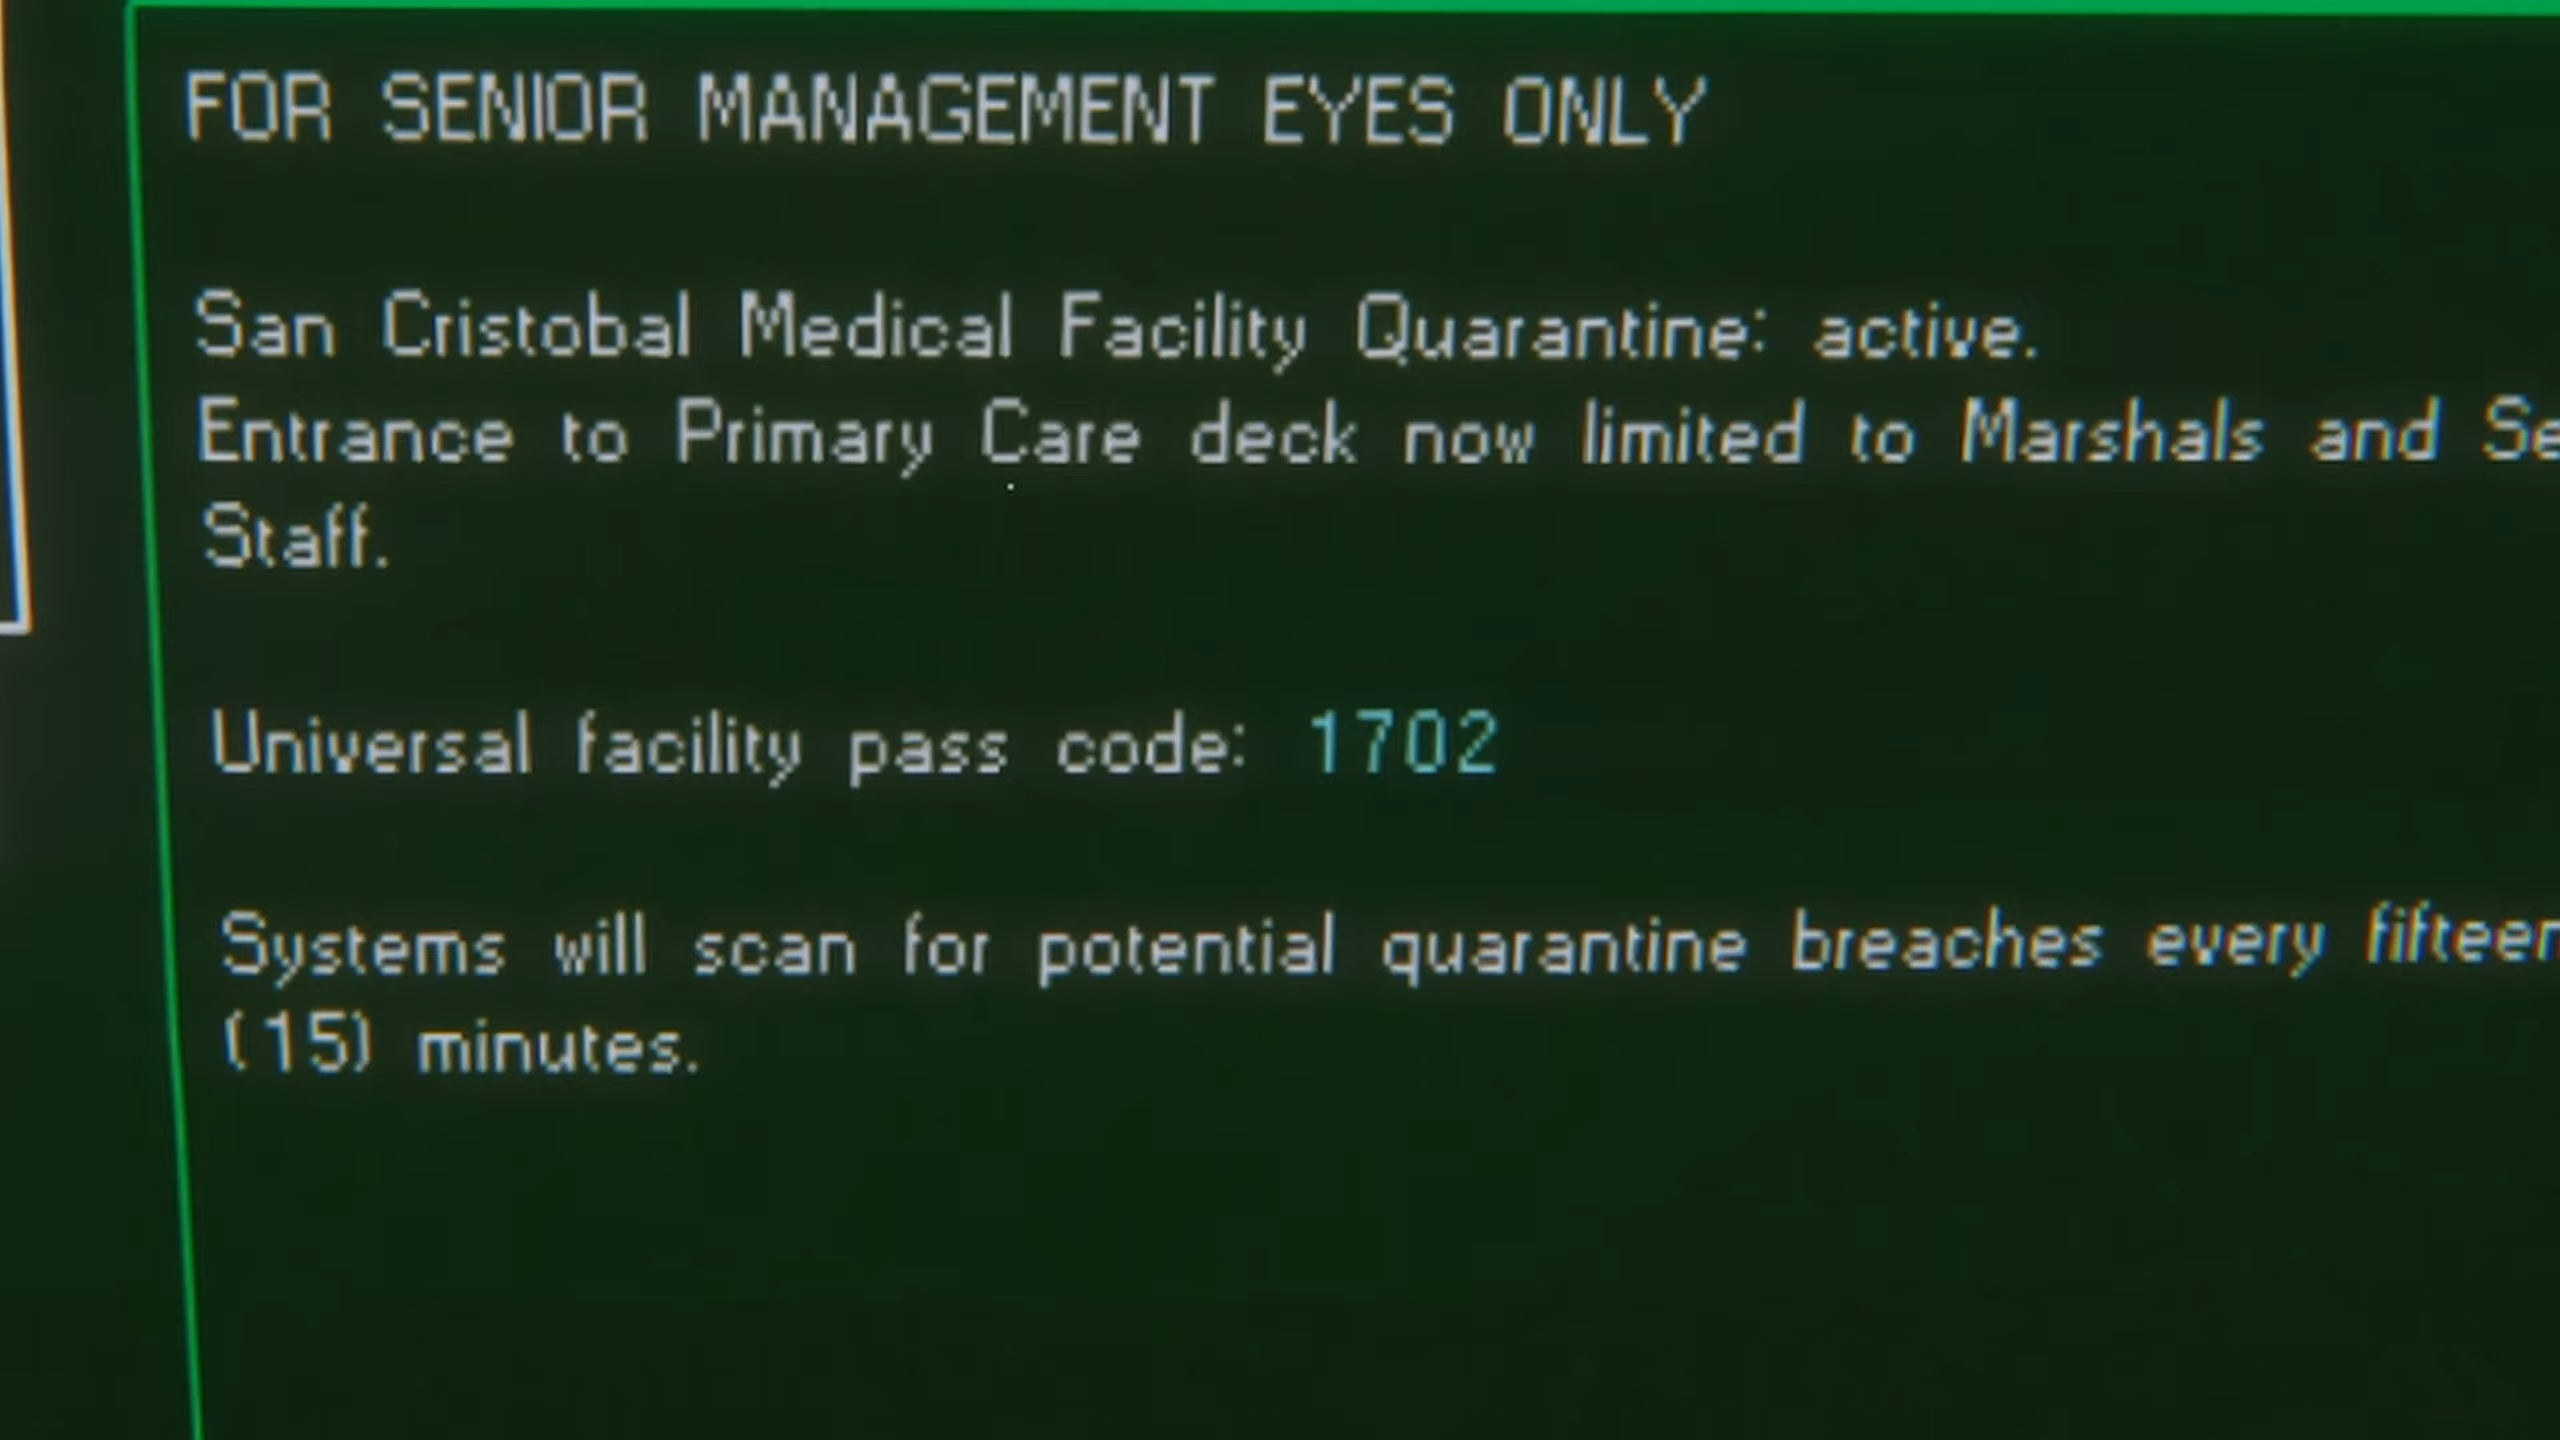 FOR SENIOR MANAGEMENT EYES ONLY
San Cristobal Medical Facility Quarantine: active.
Entrance to Primary Care deck now limited to Marshals and
Staff.
Universal facility pass code: 1702
Systems will scan for potential quarantine breaches every fifteen
(15) minutes.